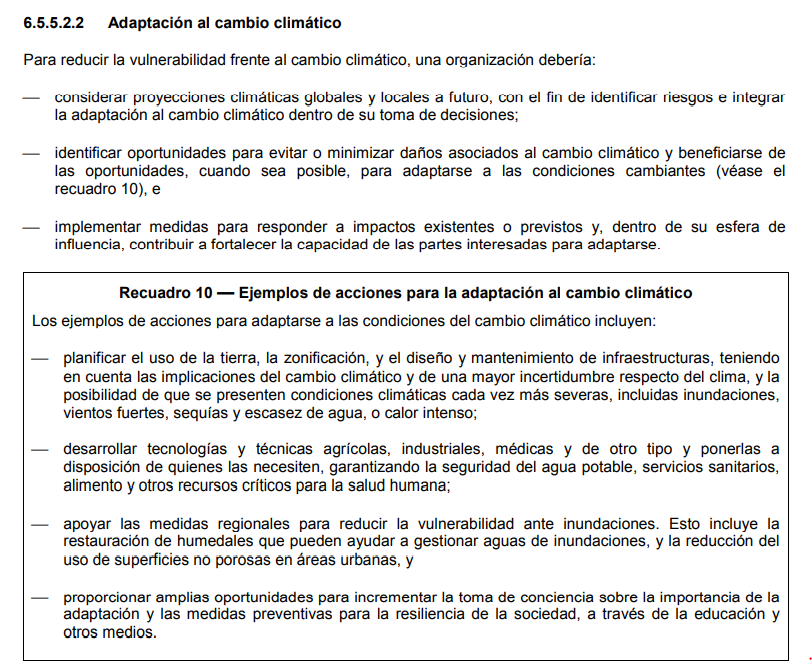 6.5.5.2.2 Adaptación al cambio climático
Para reducir la vulnerabilidad frente al cambio climático, una organización debería:
— considerar proyecciones climáticas globales y locales a futuro, con el fin de identificar riesgos e integrar
la adaptación al cambio climático dentro de su toma de decisiones;
— identificar oportunidades para evitar o minimizar daños asociados al cambio climático y beneficiarse de
las oportunidades, cuando sea posible, para adaptarse a las condiciones cambiantes (véase el
recuadro 10), e
— implementar medidas para responder a impactos existentes o previstos y, dentro de su esfera de
influencia, contribuir a fortalecer la capacidad de las partes interesadas para adaptarse.
Recuadro 10 — Ejemplos de acciones para la adaptación al cambio climático
Los ejemplos de acciones para adaptarse a las condiciones del cambio climático incluyen:
— planificar el uso de la tierra, la zonificación, y el diseño y mantenimiento de infraestructuras, teniendo
en cuenta las implicaciones del cambio climático y de una mayor incertidumbre respecto del clima, y la
posibilidad de que se presenten condiciones climáticas cada vez más severas, incluidas inundaciones,
vientos fuertes, sequías y escasez de agua, o calor intenso;
— desarrollar tecnologías y técnicas agrícolas, industriales, médicas y de otro tipo y ponerlas a
disposición de quienes las necesiten, garantizando la seguridad del agua potable, servicios sanitarios,
alimento y otros recursos críticos para la salud humana;
— apoyar las medidas regionales para reducir la vulnerabilidad ante inundaciones. Esto incluye la
restauración de humedales que pueden ayudar a gestionar aguas de inundaciones, y la reducción del
uso de superficies no porosas en áreas urbanas, y
— proporcionar amplias oportunidades para incrementar la toma de conciencia sobre la importancia de la
adaptación y las medidas preventivas para la resiliencia de la sociedad, a través de la educación y
otros medios.